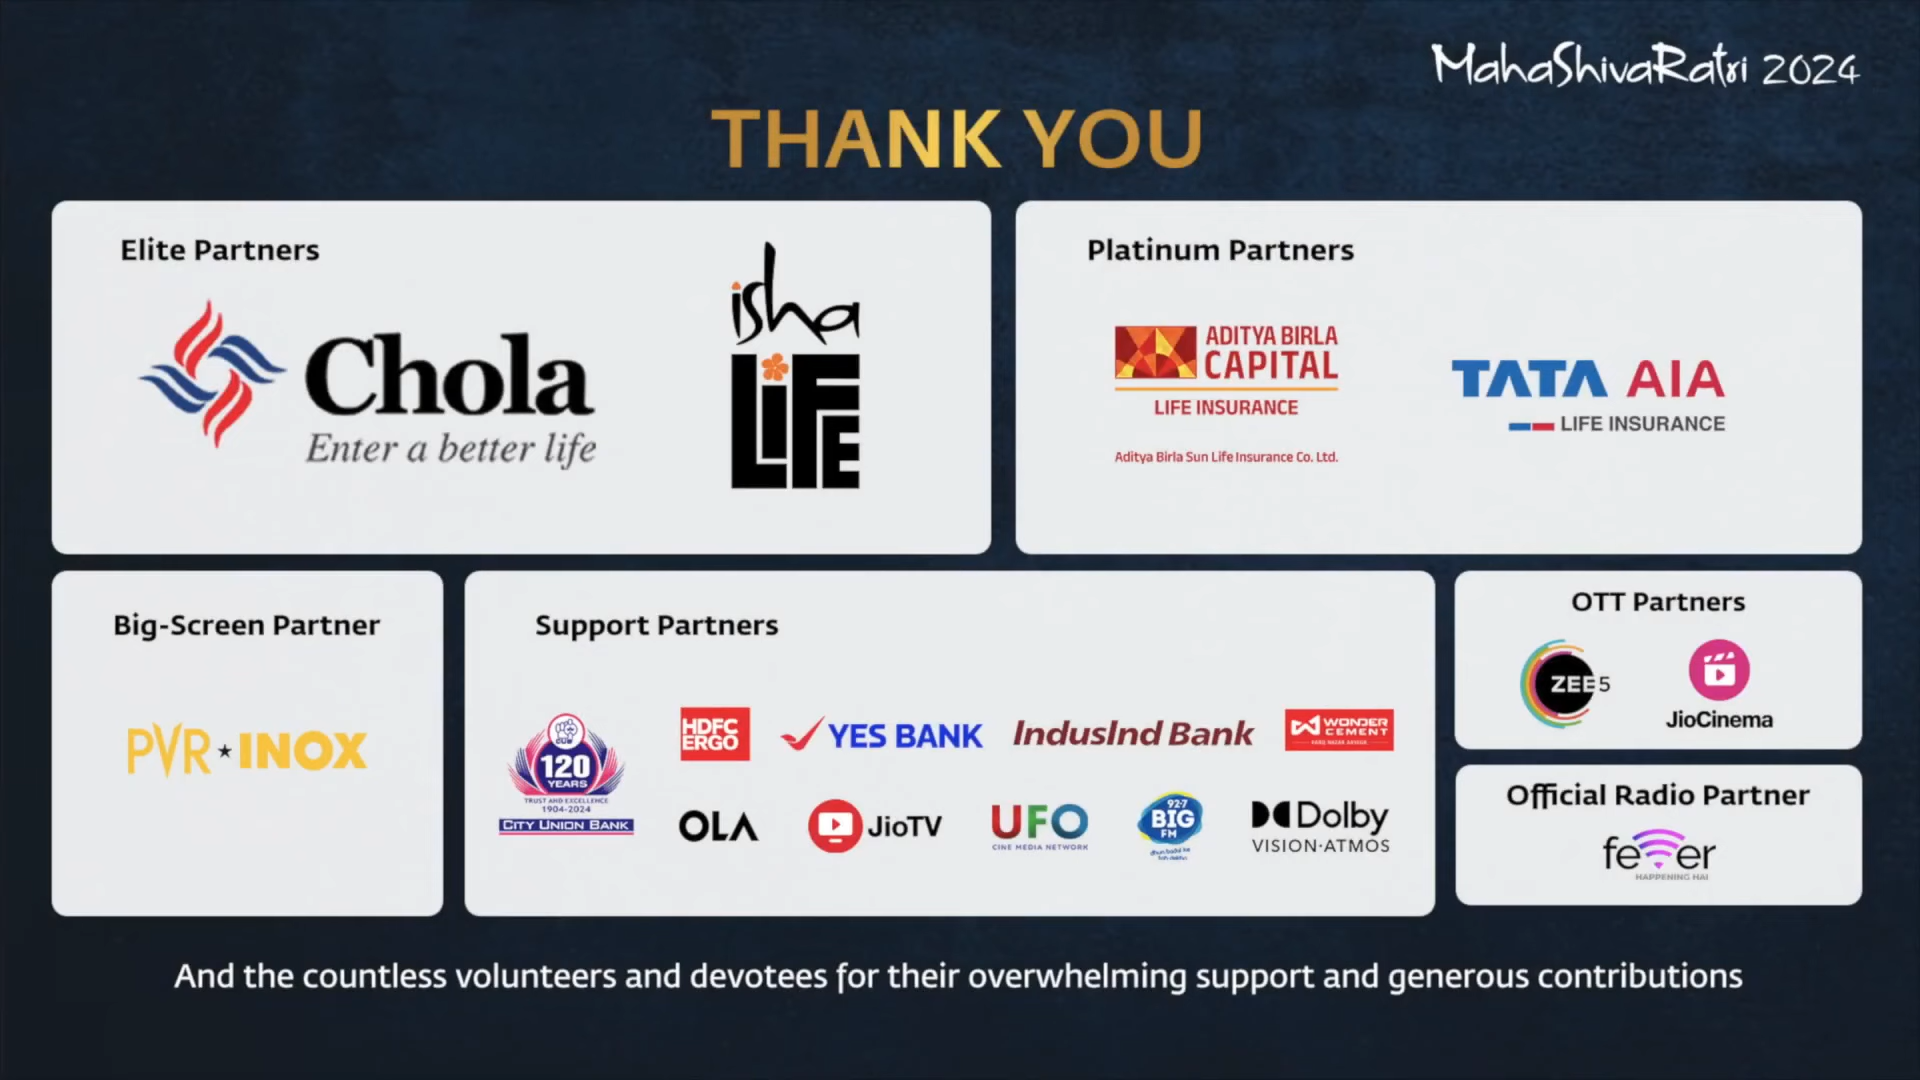 MahaShivaRatri 2024
THANK YOU
Elite Partners
Chola
Enter a better life
isha
LIFE
Platinum Partners
ADITYA BIRLA
CAPITAL
LIFE INSURANCE
Aditya Birla Sun Life Insurance Co. Ltd.
TATA AIA
LIFE INSURANCE
Big-Screen Partner
PVR INOX
Support Partners
CUB
120
YEARS
TRUST AND EXCELLENCE
1904-2024
CITY UNION BANK
HDFC
ERGO
YES BANK
IndusInd Bank
WONDER
CEMENT
OLA
JioTV
UFO
CINE MEDIA NETWORK
92.7
BIG
FM
Dolby
VISION·ATMOS
OTT Partners
ZEE5
JioCinema
Official Radio Partner
fever
HAPPENING HAI
And the countless volunteers and devotees for their overwhelming support and generous contributions